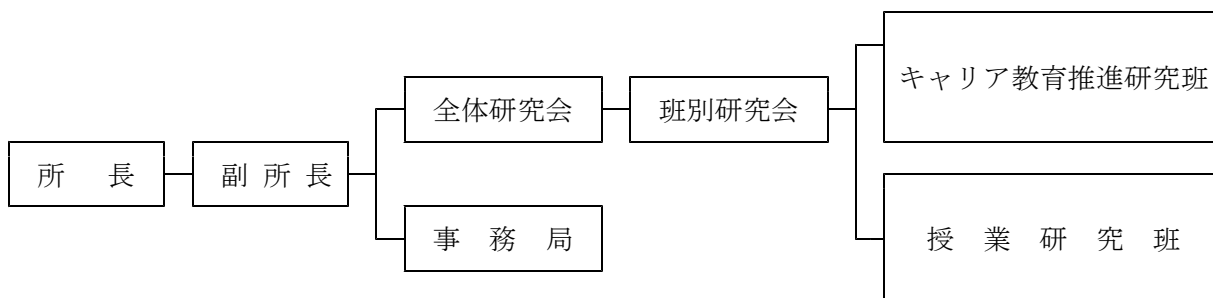 キャリア教育推進研究班
全体研究会
班別研究会
所長
副所長
事務局
授業研究班